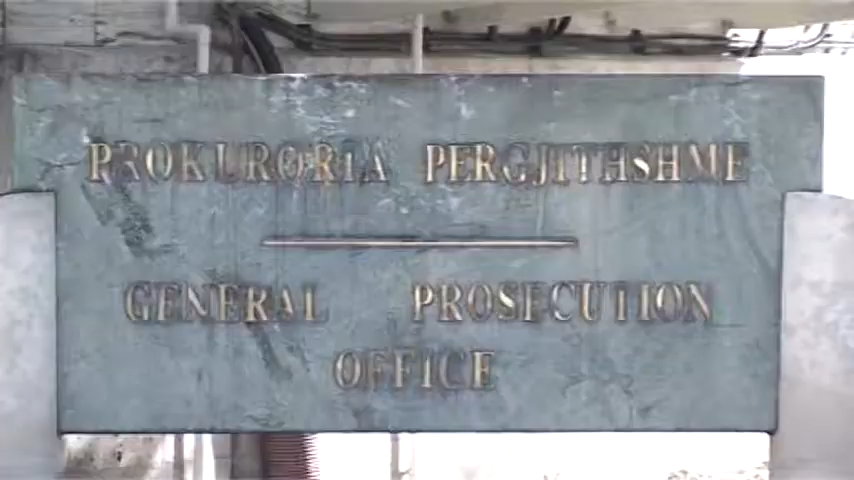 PROKURORIA PERGJITHSHME
GENERAL PROSECUTION
OFFICE